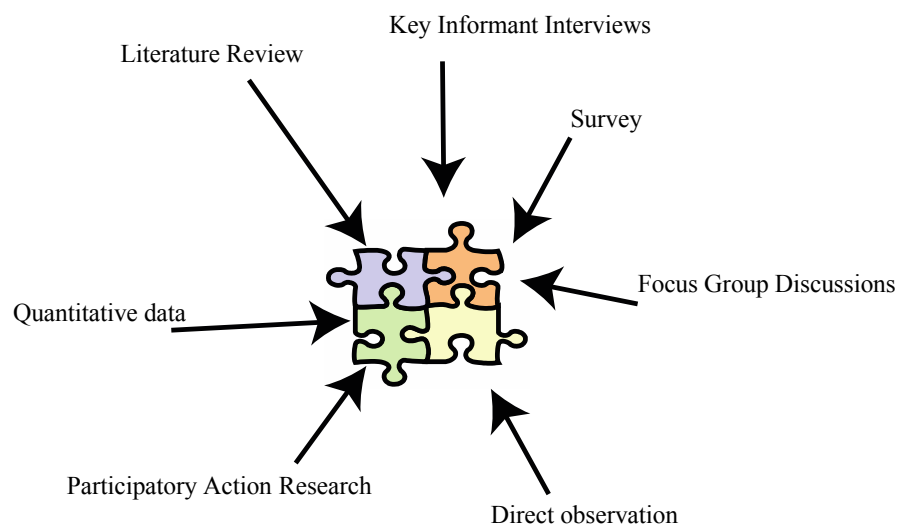 Key Informant Interviews
Literature Review
Survey
Focus Group Discussions
Quantitative data
Participatory Action Research
Direct observation